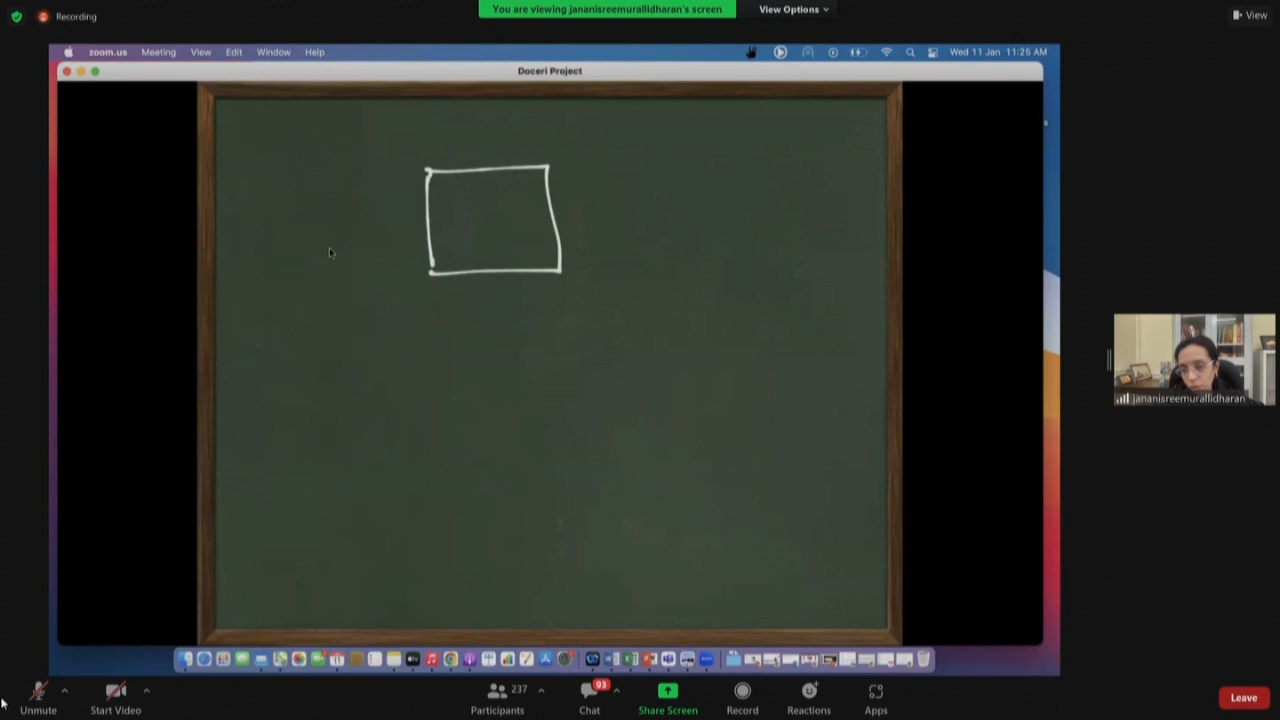 Recording
You are viewing jananisreemurallidharan's screen
View Options
View
zoom.us Meeting View Edit Window Help
Wed 11 Jan 11:25 AM
Doceri Project
jananisreemurallidharan
Unmute
Start Video
237
Participants
93
Chat
Share Screen
Record
Reactions
Apps
Leave